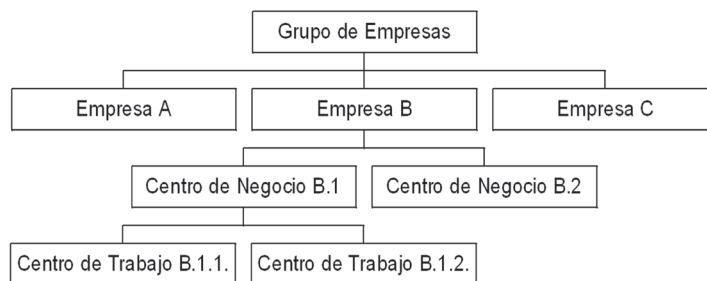 Grupo de Empresas
Empresa A
Empresa B
Empresa C
Centro de Negocio B.1
Centro de Negocio B.2
Centro de Trabajo B.1.1.
Centro de Trabajo B.1.2.